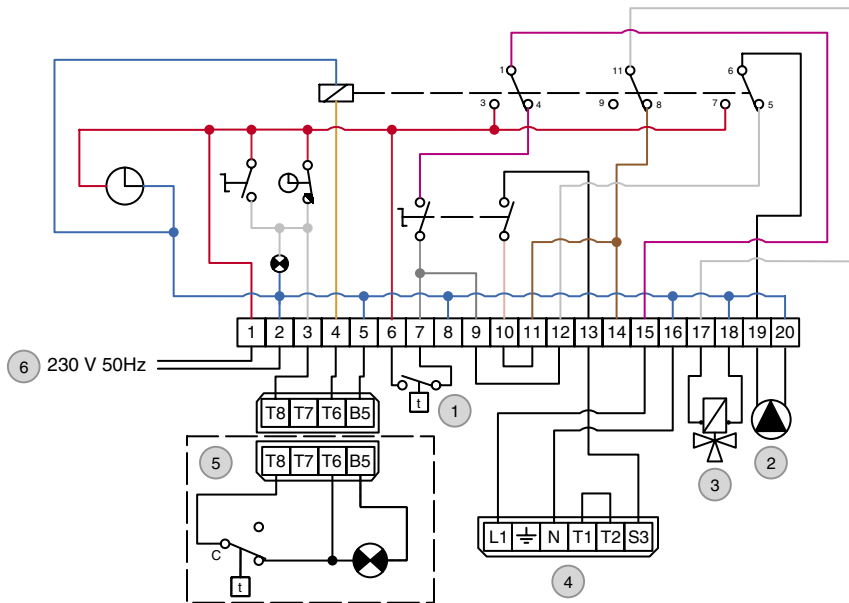 1 11 6
3 4 9 8 7 5
1 2 3 4 5 6 7 8 9 10 11 12 13 14 15 16 17 18 19 20
6 230 V 50Hz
t 1
T8 T7 T6 B5
5 T8 T7 T6 B5
3 2
L1 N T1 T2 S3
C
t
4